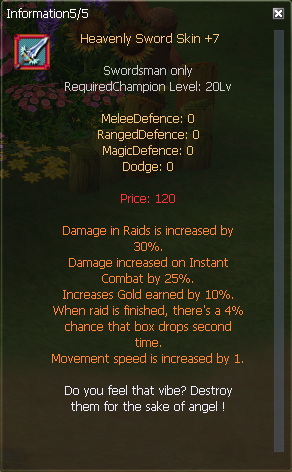 Information5/5
Heavenly Sword Skin +7
Swordsman only
RequiredChampion Level: 20Lv
MeleeDefence: 0
RangedDefence: 0
MagicDefence: 0
Dodge: 0
Price: 120
Damage in Raids is increased by
30%.
Damage increased on Instant
Combat by 25%.
Increases Gold earned by 10%.
When raid is finished, there's a 4%
chance that box drops second
time.
Movement speed is increased by 1.
Do you feel that vibe? Destroy
them for the sake of angel !